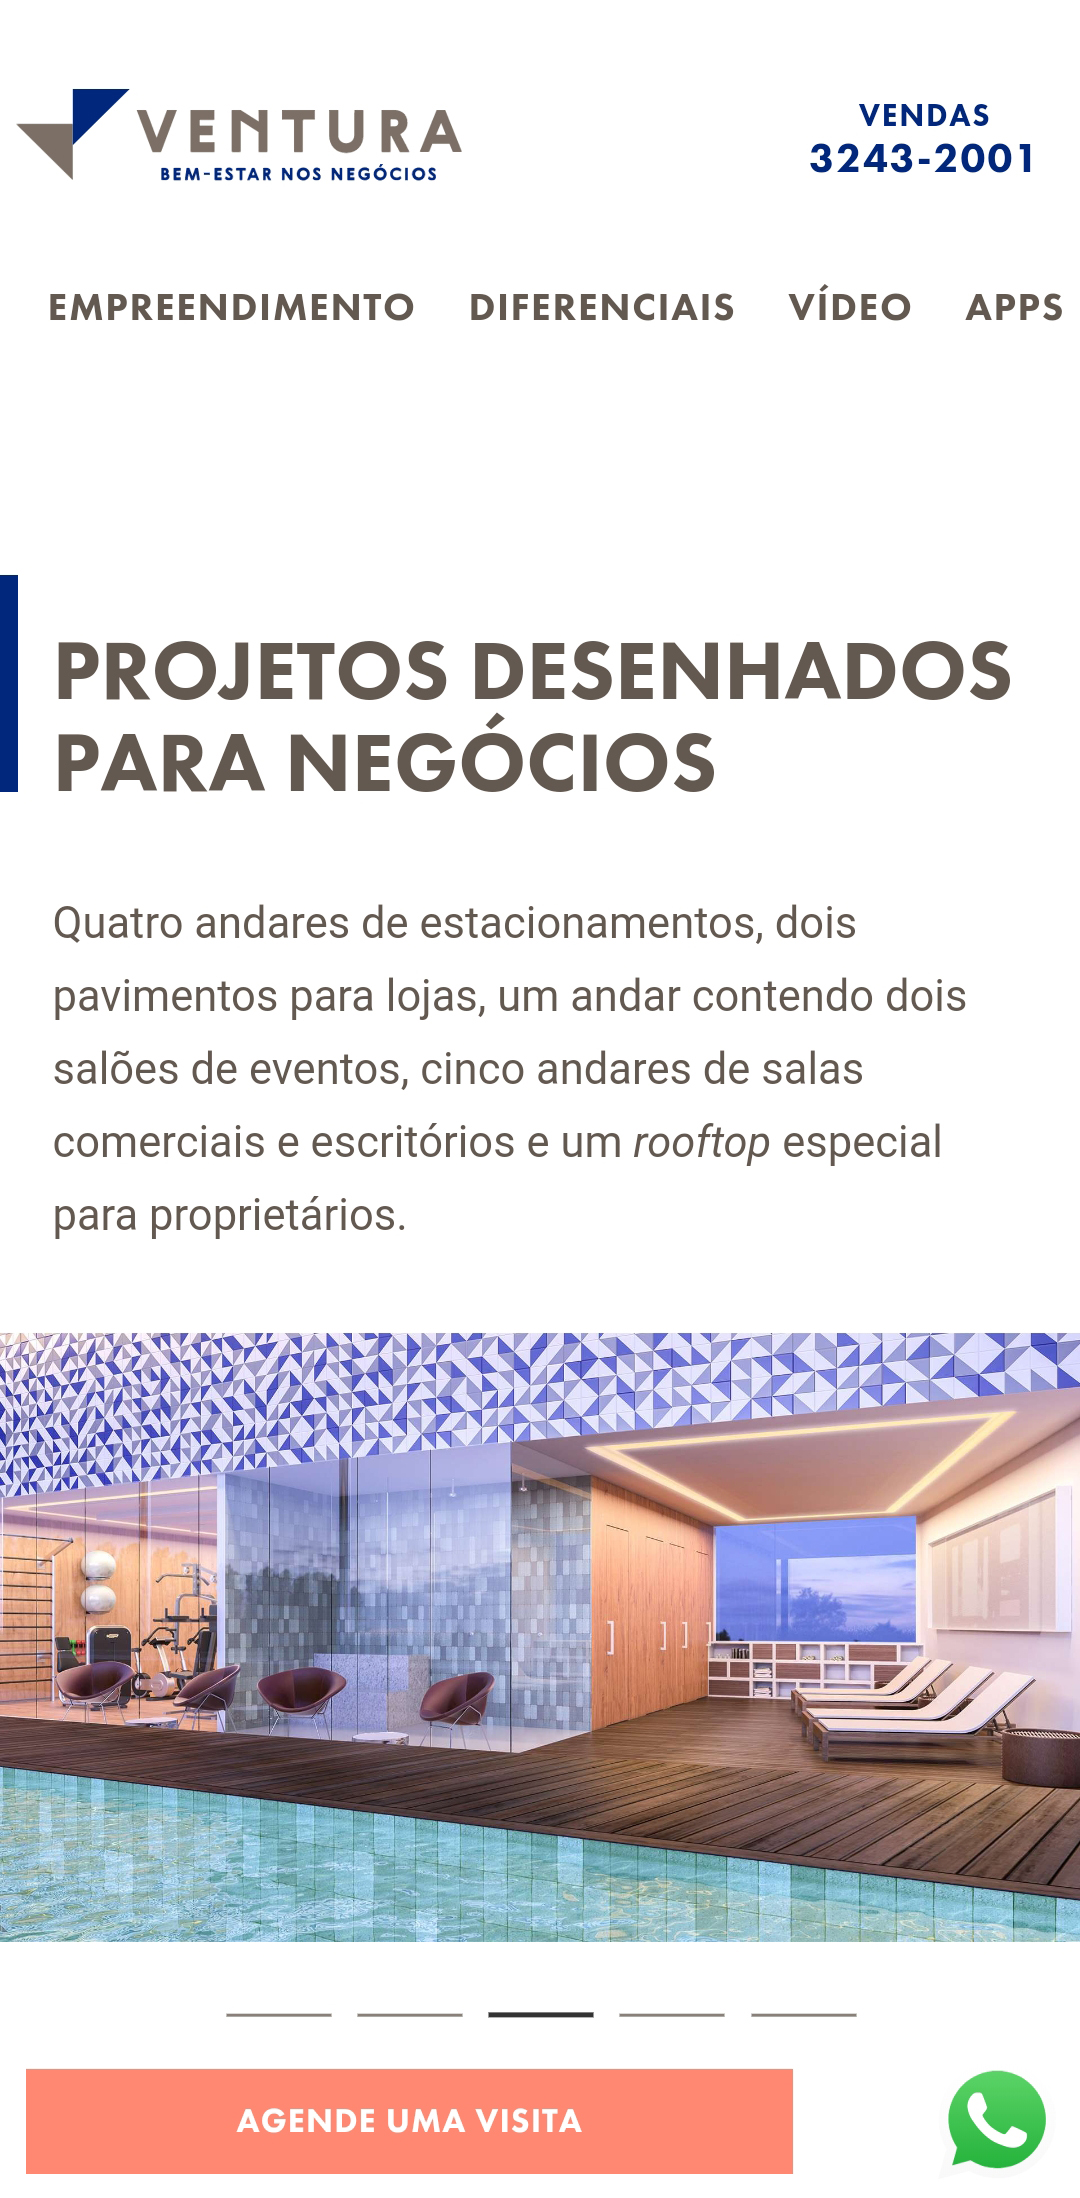 VENTURA
BEM-ESTAR NOS NEGÓCIOS
VENDAS
3243-2001
EMPREENDIMENTO DIFERENCIAIS VÍDEO APPS
PROJETOS DESENHADOS
PARA NEGÓCIOS
Quatro andares de estacionamentos, dois
pavimentos para lojas, um andar contendo dois
salões de eventos, cinco andares de salas
comerciais e escritórios e um rooftop especial
para proprietários.
AGENDE UMA VISITA